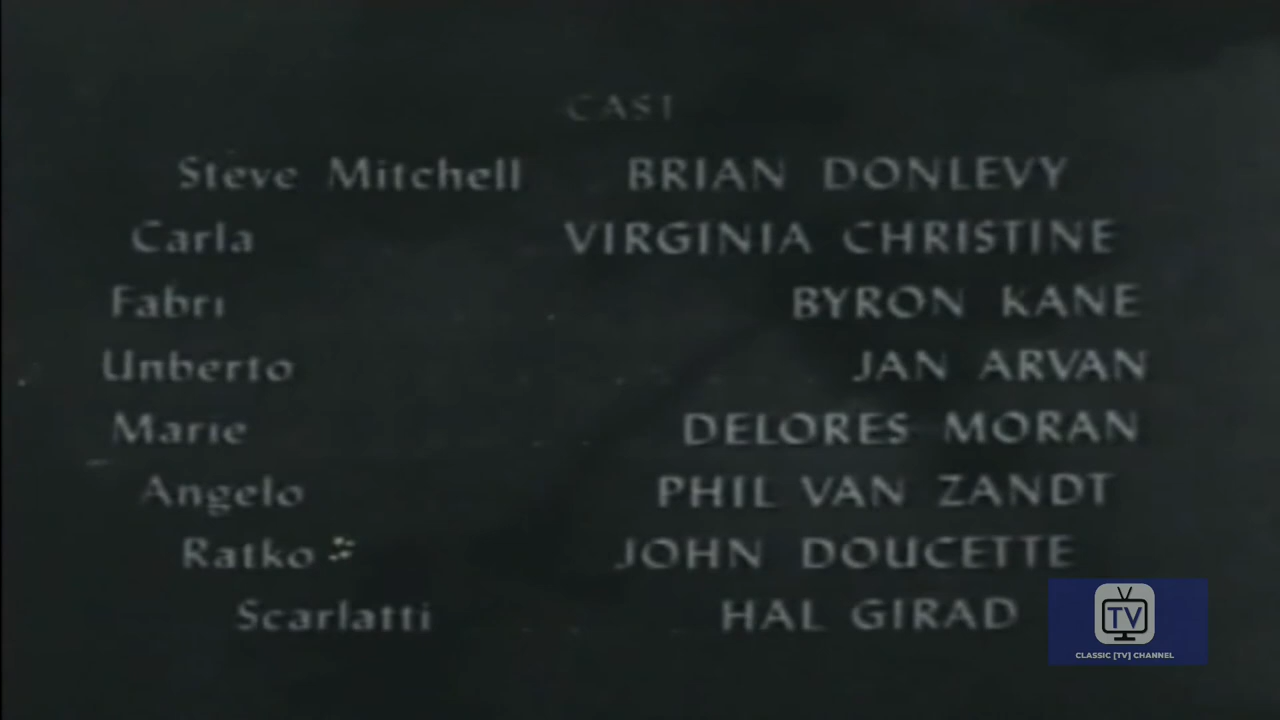 CAST
Steve Mitchell BRIAN DONLEVY
Carla VIRGINIA CHRISTINE
Fabri BYRON KANE
Unberto JAN ARVAN
Marie DELORES MORAN
Angelo PHIL VAN ZANDT
Ratko JOHN DOUCETTE
Scarlatti HAL GIRAD
TV
CLASSIC [TV] CHANNEL